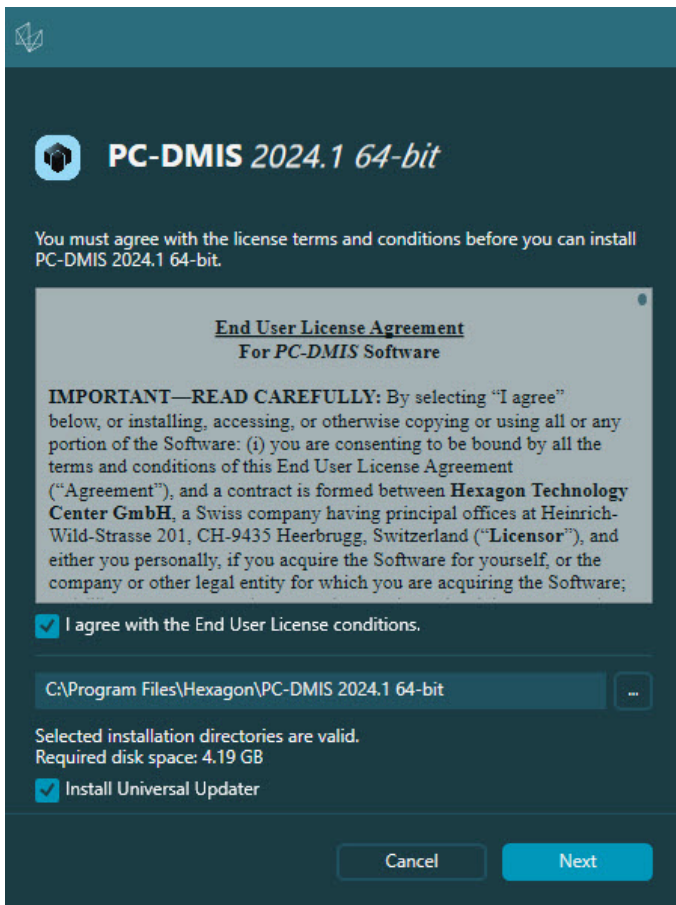 PC-DMIS 2024.1 64-bit
You must agree with the license terms and conditions before you can install
PC-DMIS 2024.1 64-bit.
End User License Agreement
For PC-DMIS Software
IMPORTANT—READ CAREFULLY: By selecting “I agree”
below, or installing, accessing, or otherwise copying or using all or any
portion of the Software: (i) you are consenting to be bound by all the
terms and conditions of this End User License Agreement
(“Agreement”), and a contract is formed between Hexagon Technology
Center GmbH, a Swiss company having principal offices at Heinrich-
Wild-Strasse 201, CH-9435 Heerbrugg, Switzerland (“Licensor”), and
either you personally, if you acquire the Software for yourself, or the
company or other legal entity for which you are acquiring the Software;
I agree with the End User License conditions.
C:\Program Files\Hexagon\PC-DMIS 2024.1 64-bit
...
Selected installation directories are valid.
Required disk space: 4.19 GB
Install Universal Updater
Cancel
Next